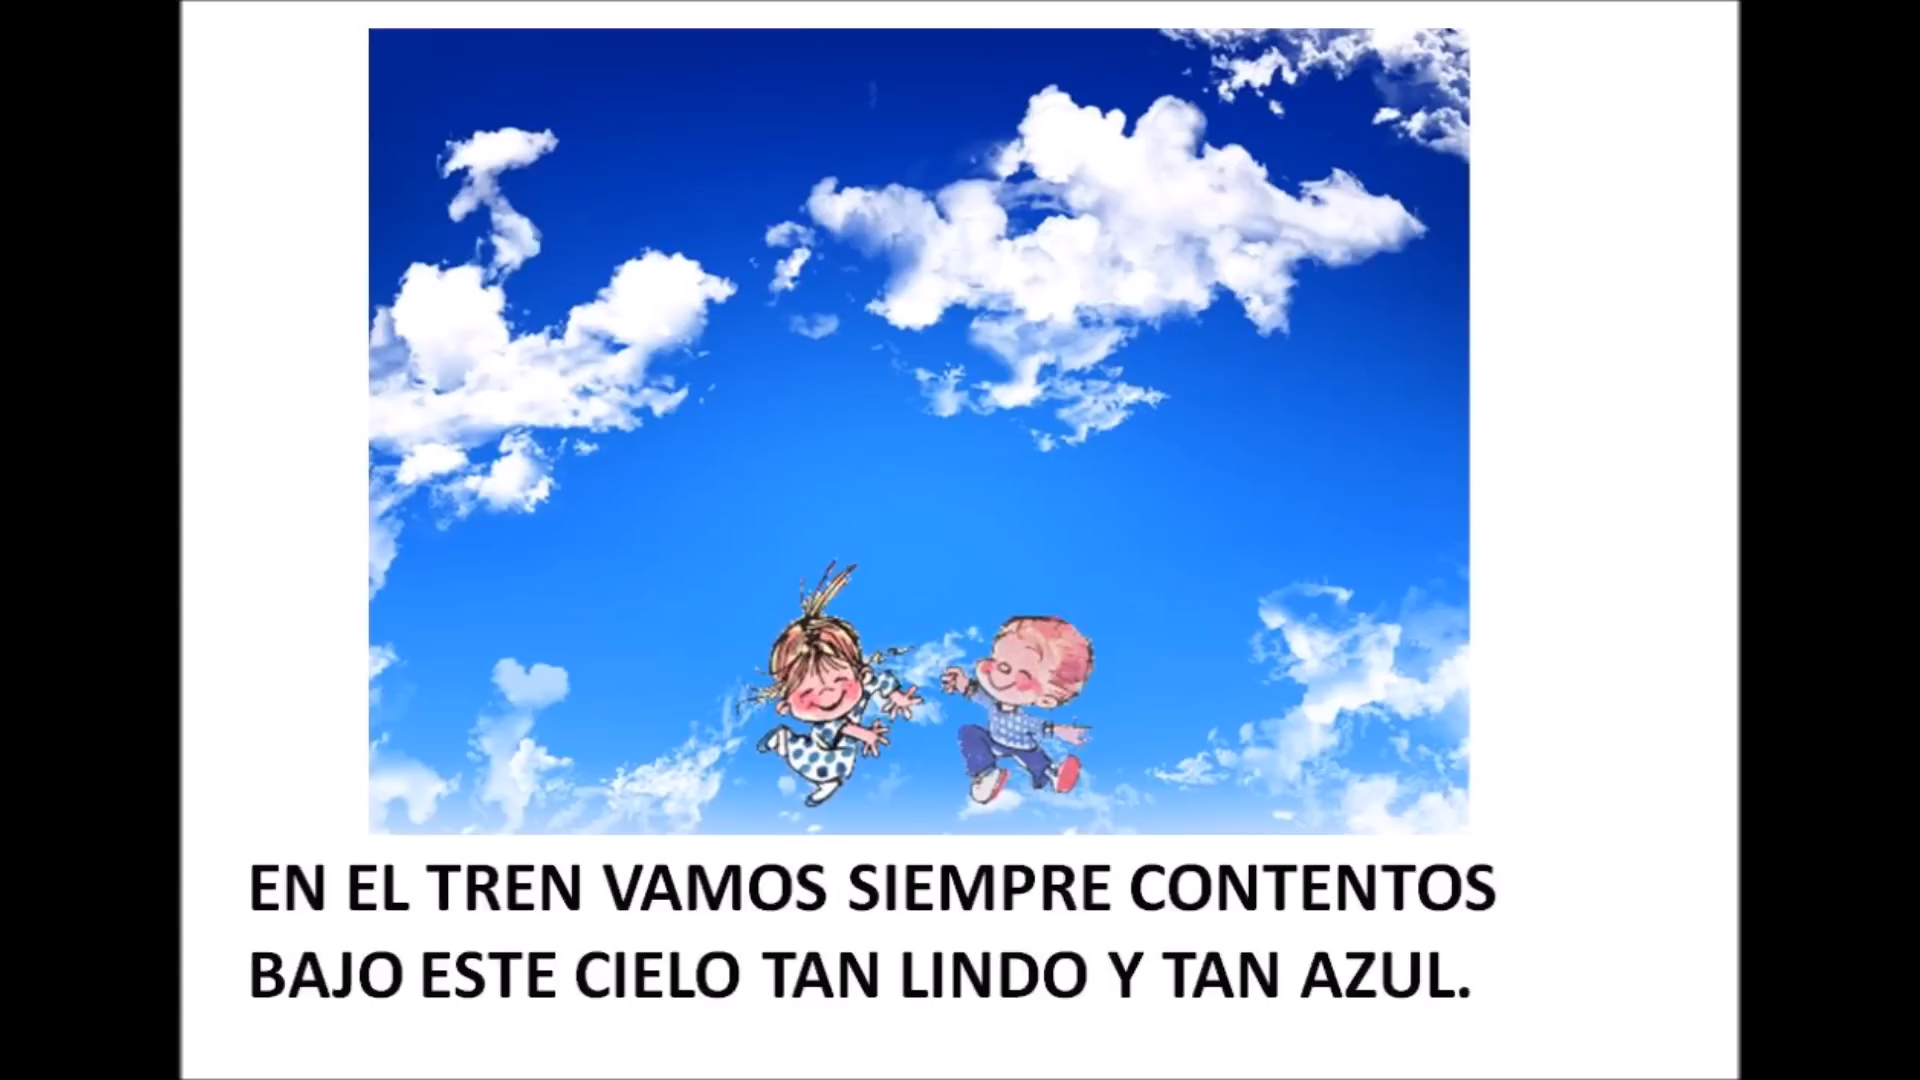 EN EL TREN VAMOS SIEMPRE CONTENTOS
BAJO ESTE CIELO TAN LINDO Y TAN AZUL.